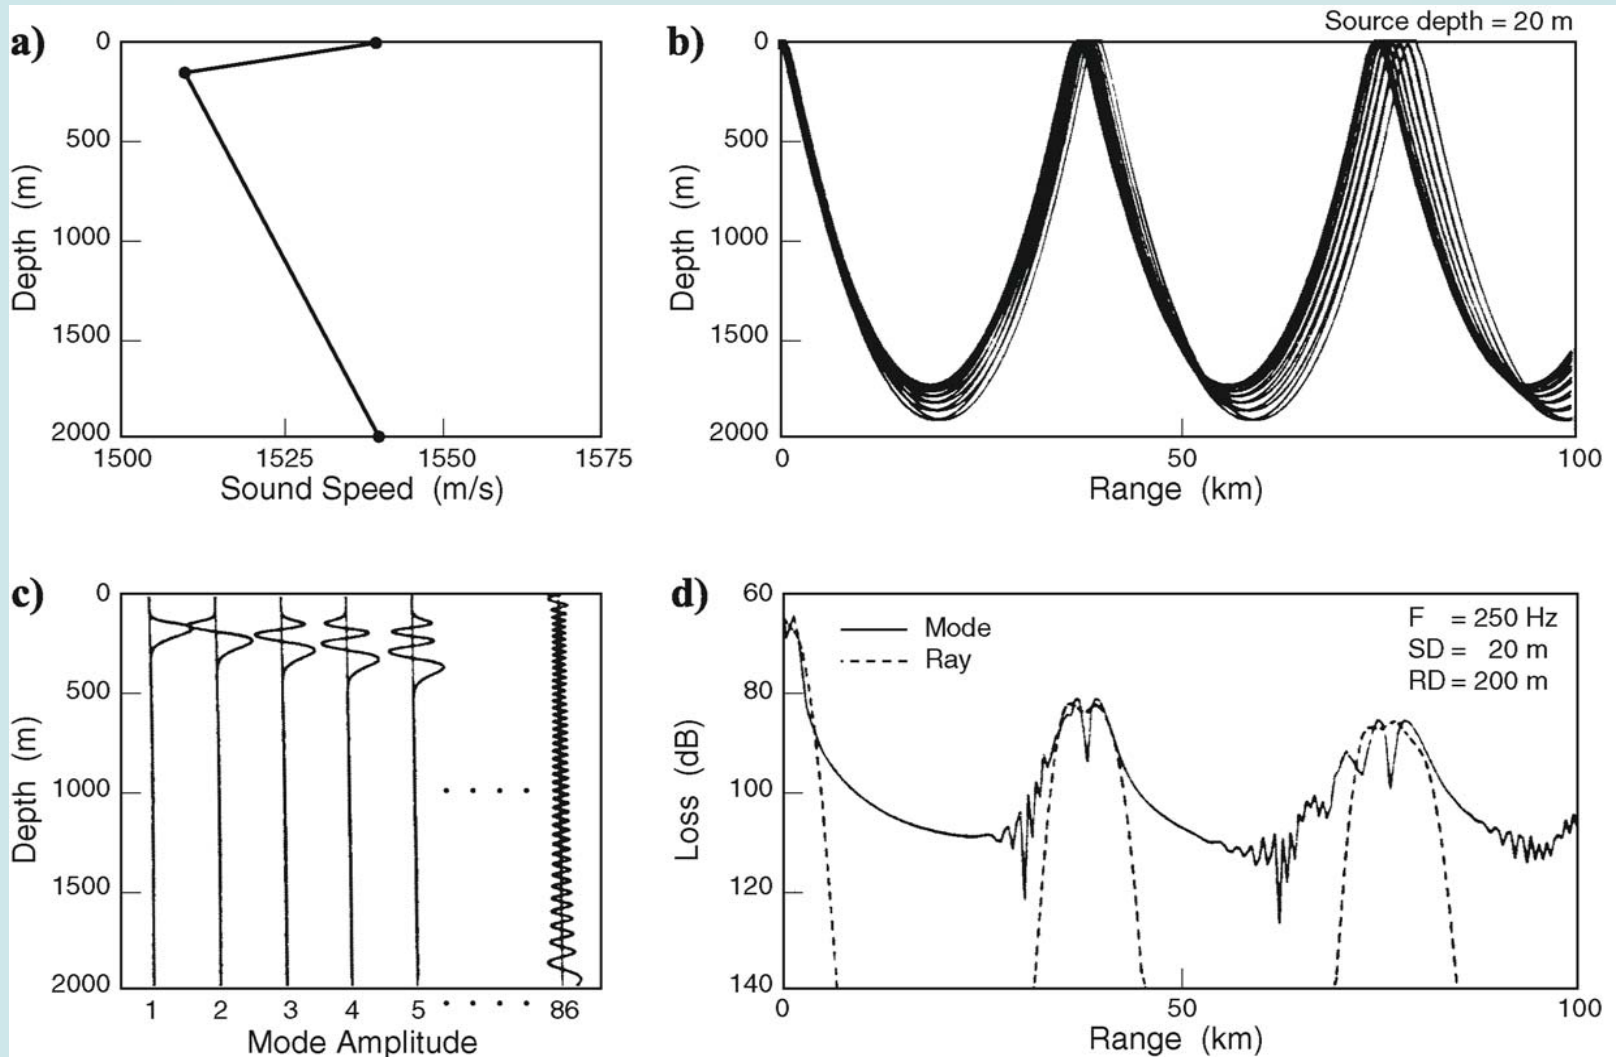 a)
0
500
1000
1500
2000
Depth (m)
1500 1525 1550 1575
Sound Speed (m/s)
b)
Source depth = 20 m
0
500
1000
1500
2000
Depth (m)
0 50 100
Range (km)
c)
0
500
1000
1500
2000
Depth (m)
1 2 3 4 5 86
Mode Amplitude
d)
60
80
100
120
140
Loss (dB)
Mode
Ray
F = 250 Hz
SD = 20 m
RD = 200 m
0 50 100
Range (km)